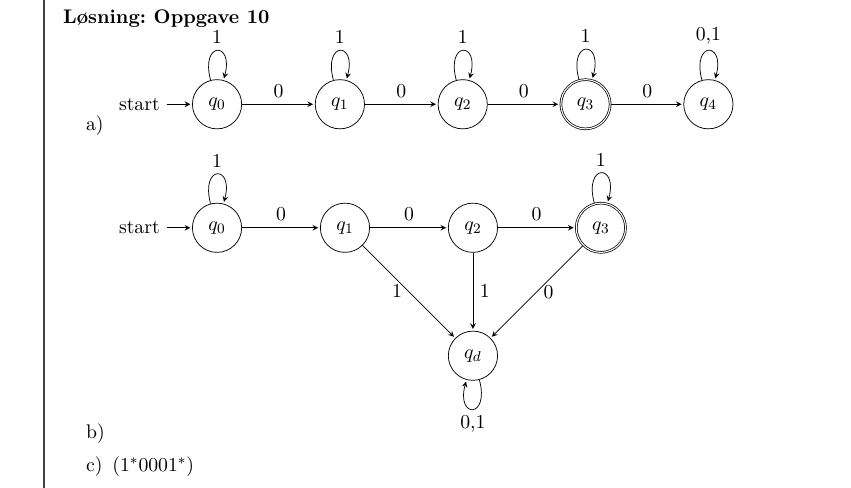 Løsning: Oppgave 10
1 1 1 1 0,1
0 0 0 0
start q0 q1 q2 q3 q4
a)
1 1
0 0 0
start q0 q1 q2 q3
1 1 0
qd
0,1
b)
c) (1*0001*)